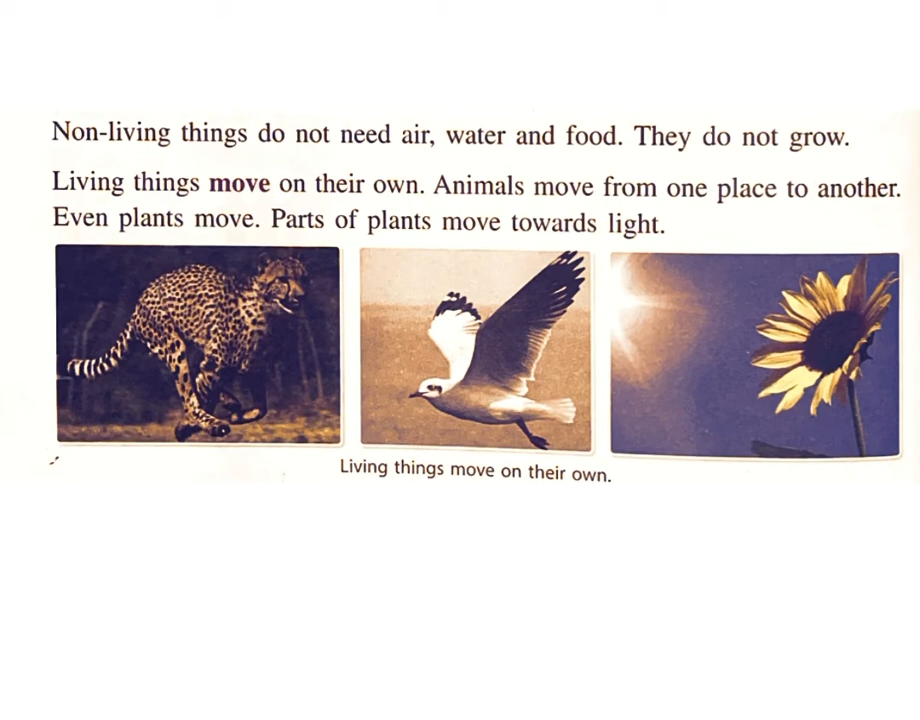 Non-living things do not need air, water and food. They do not grow.
Living things move on their own. Animals move from one place to another.
Even plants move. Parts of plants move towards light.
Living things move on their own.